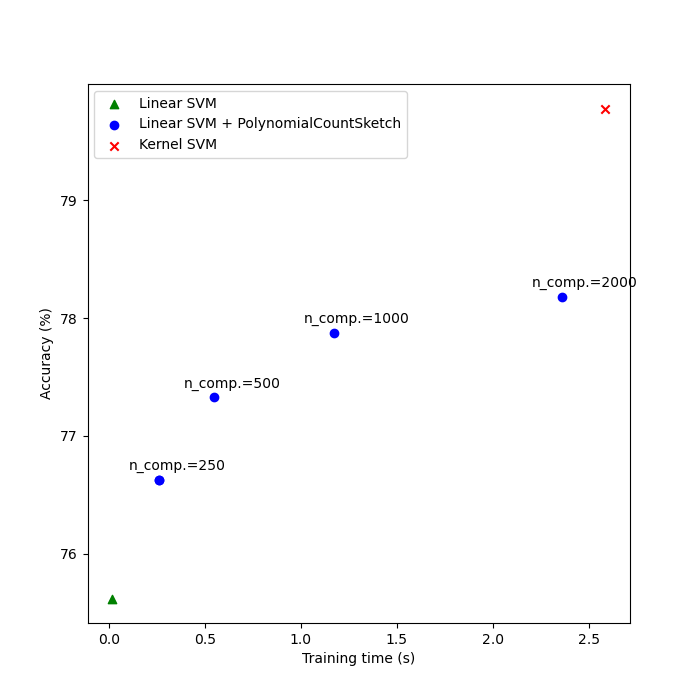 Linear SVM
Linear SVM + PolynomialCountSketch
Kernel SVM
79
78
77
76
Accuracy (%)
n_comp.=2000
n_comp.=1000
n_comp.=500
n_comp.=250
0.0 0.5 1.0 1.5 2.0 2.5
Training time (s)